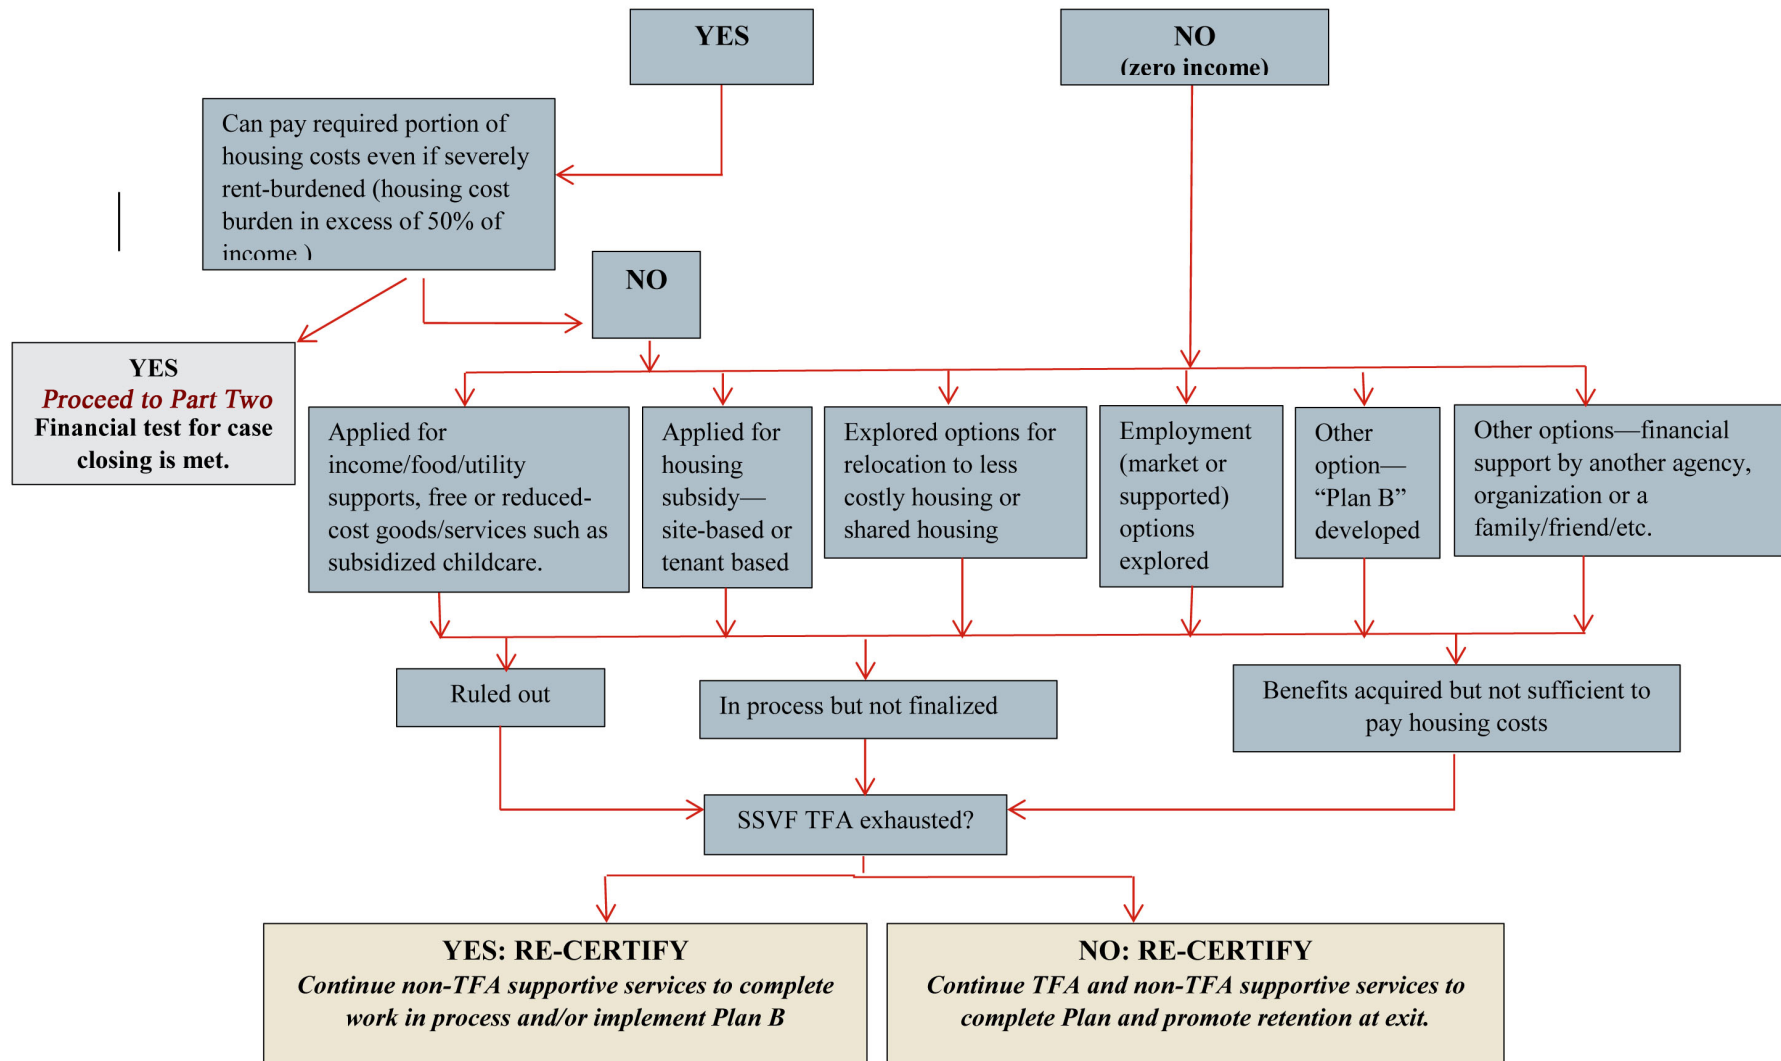 YES
NO
(zero income)
Can pay required portion of
housing costs even if severely
rent-burdened (housing cost
burden in excess of 50% of
income )
NO
YES
Proceed to Part Two
Financial test for case
closing is met.
Applied for
income/food/utility
supports, free or reduced-
cost goods/services such as
subsidized childcare.
Applied for
housing
subsidy—
site-based or
tenant based
Explored options for
relocation to less
costly housing or
shared housing
Employment
(market or
supported)
options
explored
Other
option—
“Plan B”
developed
Other options—financial
support by another agency,
organization or a
family/friend/etc.
Ruled out
In process but not finalized
Benefits acquired but not sufficient to
pay housing costs
SSVF TFA exhausted?
YES: RE-CERTIFY
Continue non-TFA supportive services to complete
work in process and/or implement Plan B
NO: RE-CERTIFY
Continue TFA and non-TFA supportive services to
complete Plan and promote retention at exit.